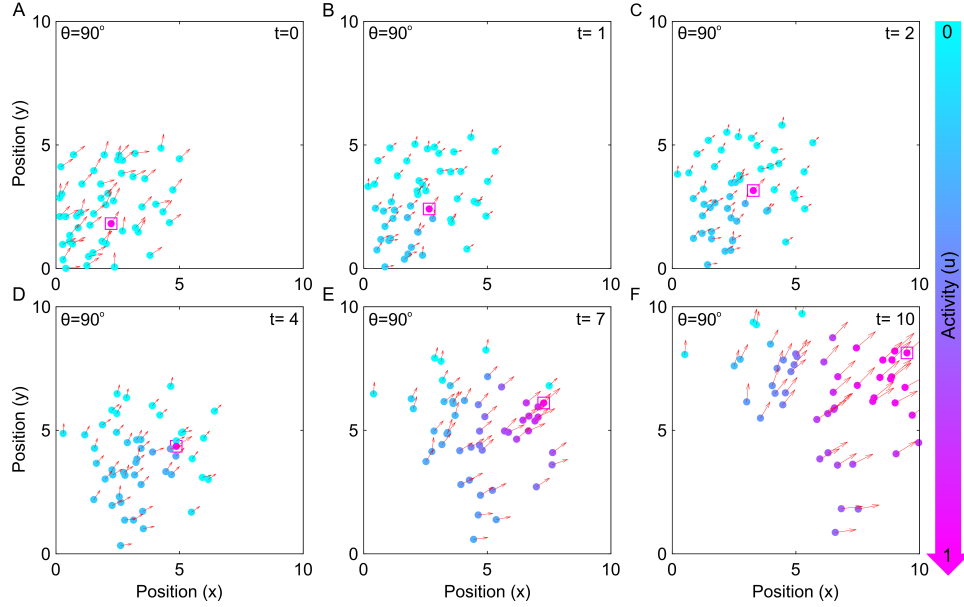 A
B
C
10
θ=90°
t=0
10
θ=90°
t= 1
10
θ=90°
t= 2
0
Position (y)
5
5
5
0
0
0
0
5
10
0
5
10
0
5
10
Activity (u)
D
E
F
10
θ=90°
t= 4
10
θ=90°
t= 7
10
θ=90°
t= 10
Position (y)
5
5
5
0
0
0
1
0
5
10
0
5
10
0
5
10
Position (x)
Position (x)
Position (x)